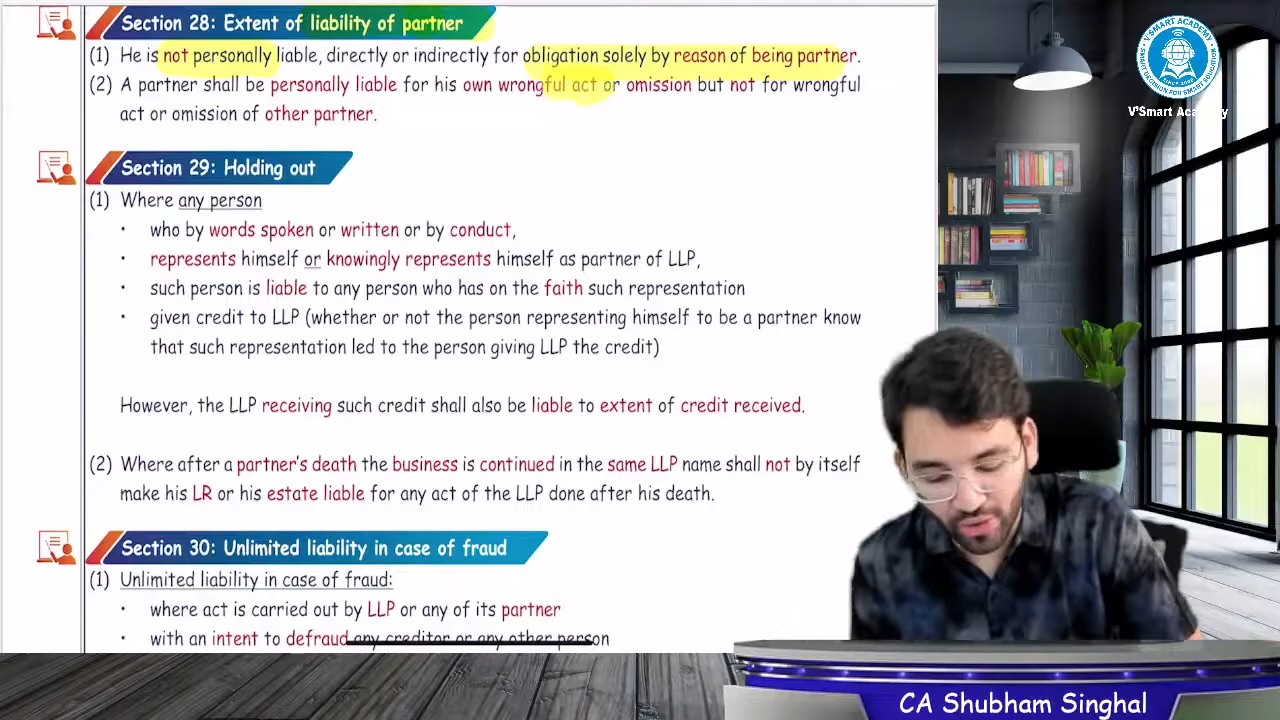 Section 28: Extent of liability of partner
(1) He is not personally liable, directly or indirectly for obligation solely by reason of being partner.
(2) A partner shall be personally liable for his own wrongful act or omission but not for wrongful
act or omission of other partner.
Section 29: Holding out
(1) Where any person
• who by words spoken or written or by conduct,
• represents himself or knowingly represents himself as partner of LLP,
• such person is liable to any person who has on the faith such representation
• given credit to LLP (whether or not the person representing himself to be a partner know
that such representation led to the person giving LLP the credit)
However, the LLP receiving such credit shall also be liable to extent of credit received.
(2) Where after a partner's death the business is continued in the same LLP name shall not by itself
make his LR or his estate liable for any act of the LLP done after his death.
Section 30: Unlimited liability in case of fraud
(1) Unlimited liability in case of fraud:
• where act is carried out by LLP or any of its partner
• with an intent to defraud any creditor or any other person
V'SMART ACADEMY
SINCE 2002
SMART DECISION FOR SMART EDUCATION
V'Smart Academy
CA Shubham Singhal